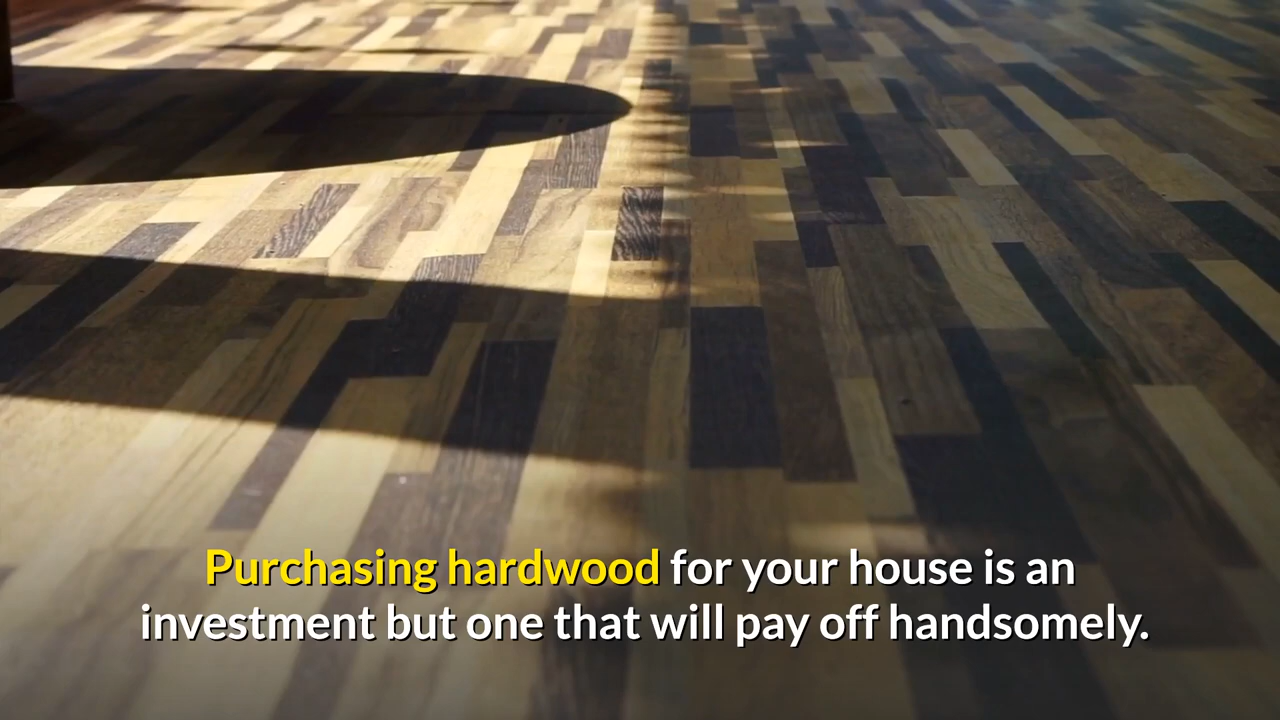 Purchasing hardwood for your house is an
investment but one that will pay off handsomely.